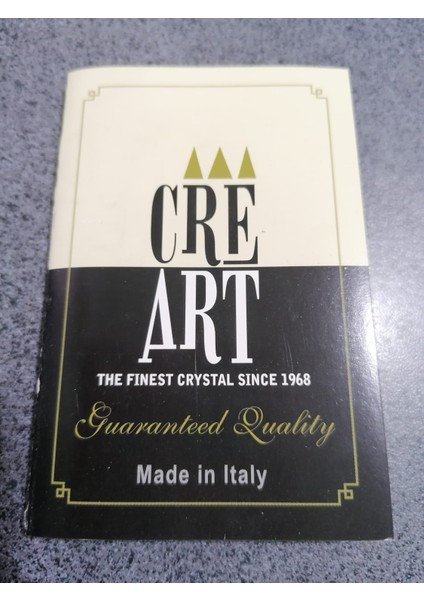 CRE
ART
THE FINEST CRYSTAL SINCE 1968
Guaranteed Quality
Made in Italy